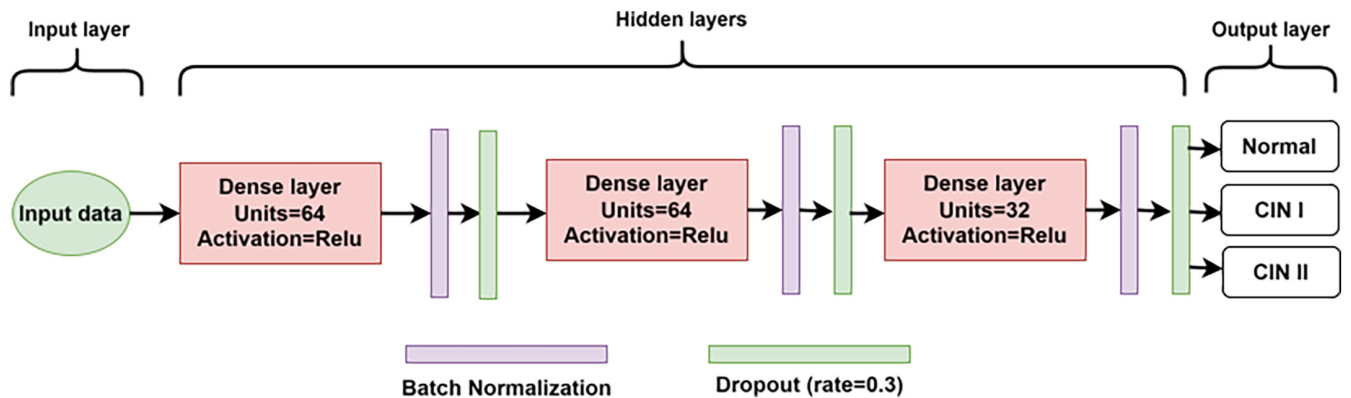 Input layer
Hidden layers
Output layer
Input data
Dense layer
Units=64
Activation=Relu
Dense layer
Units=64
Activation=Relu
Dense layer
Units=32
Activation=Relu
Normal
CIN I
CIN II
Batch Normalization
Dropout (rate=0.3)